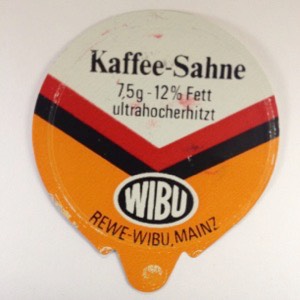 Kaffee-Sahne
7,5g - 12% Fett
ultrahocherhitzt
WIBU
REWE-WIBU, MAINZ